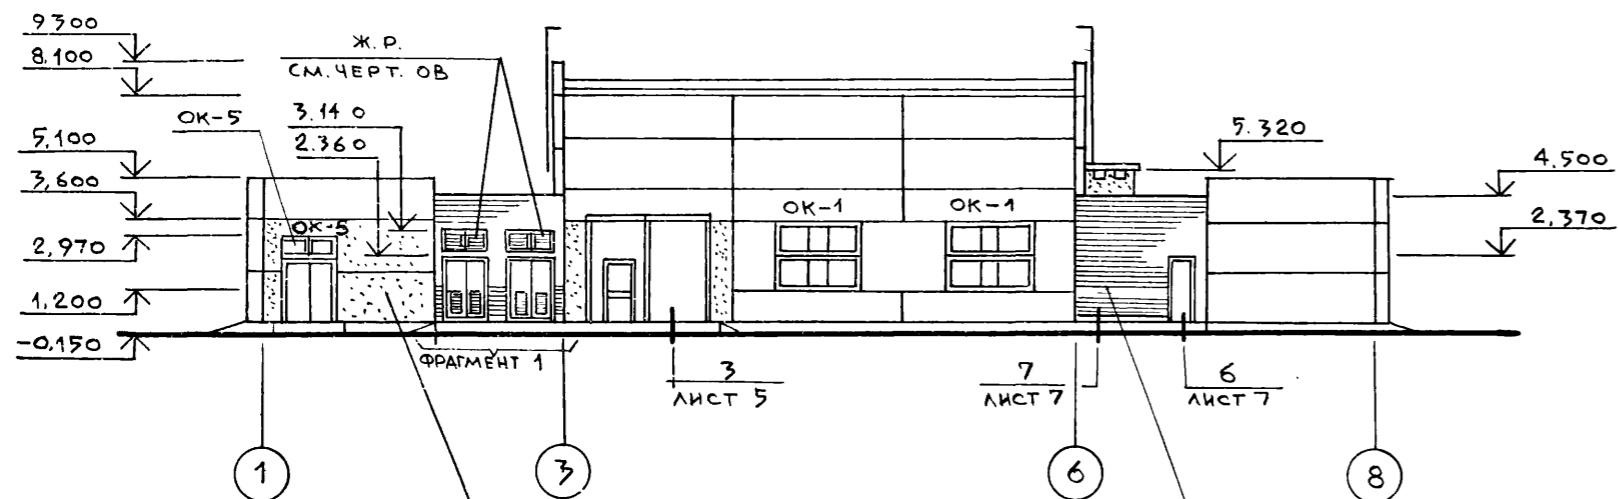 9300
8,100
Ж.Р.
СМ. ЧЕРТ. ОВ
ОК-5
3.140
2.360
5,100
3,600
2,970
1,200
-0,150
ОК-5
ОК-1
ОК-1
5.320
4.500
2,370
ФРАГМЕНТ 1
3
ЛИСТ 5
7
ЛИСТ 7
6
ЛИСТ 7
1
3
6
8